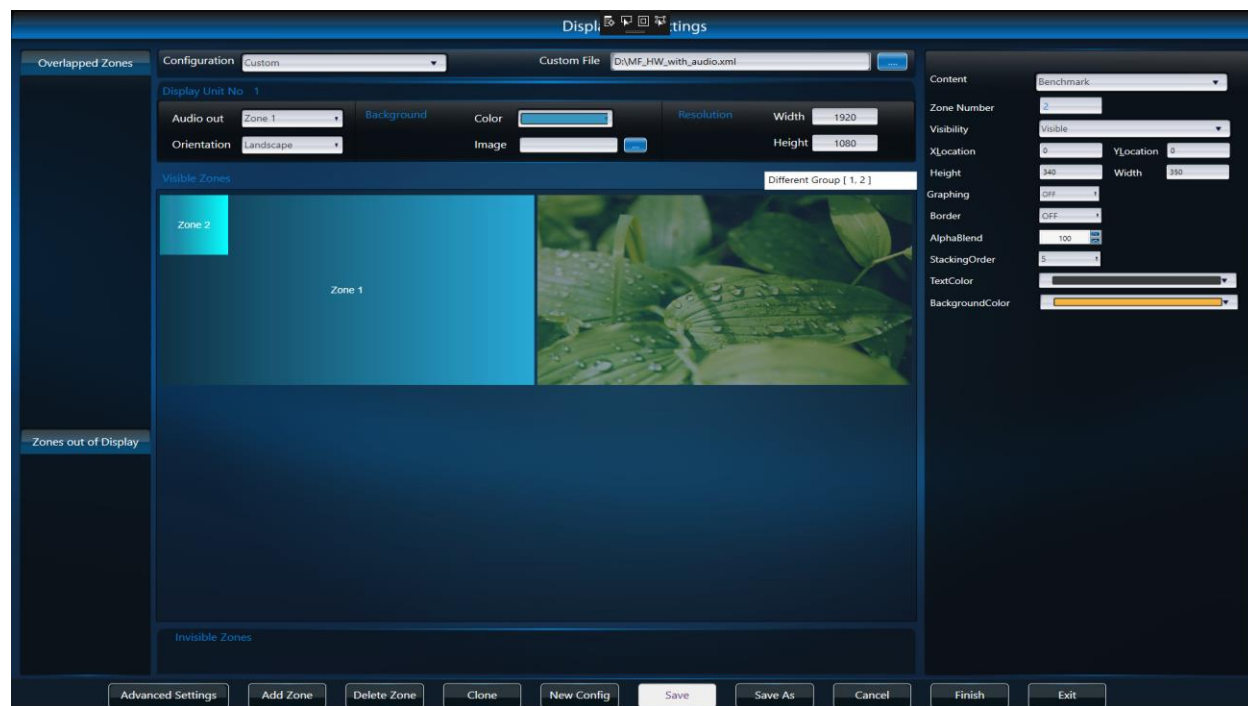 Displa tings
Overlapped Zones
Configuration Custom Custom File D:\MF_HW_with_audio.xml ....
Display Unit No 1
Audio out Zone 1 Background Color Resolution Width 1920
Orientation Landscape Image ... Height 1080
Visible Zones Different Group [ 1, 2 ]
Zone 2
Zone 1
Zones out of Display
Invisible Zones
Content Benchmark
Zone Number 2
Visibility Visible
XLocation 0 YLocation 0
Height 340 Width 350
Graphing OFF
Border OFF
AlphaBlend 100
StackingOrder 5
TextColor
BackgroundColor
Advanced Settings Add Zone Delete Zone Clone New Config Save Save As Cancel Finish Exit